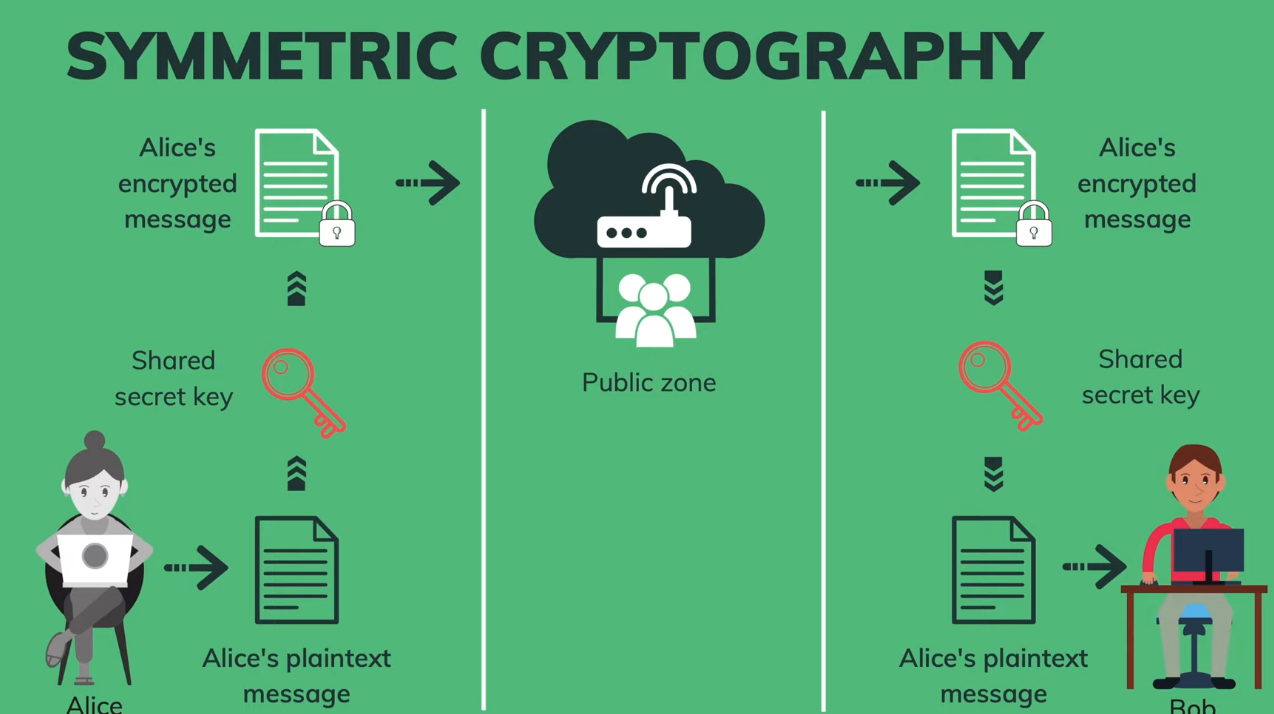 SYMMETRIC CRYPTOGRAPHY
Alice's
encrypted
message
Shared
secret key
Alice's plaintext
message
Alice
Public zone
Alice's
encrypted
message
Shared
secret key
Alice's plaintext
message
Bob